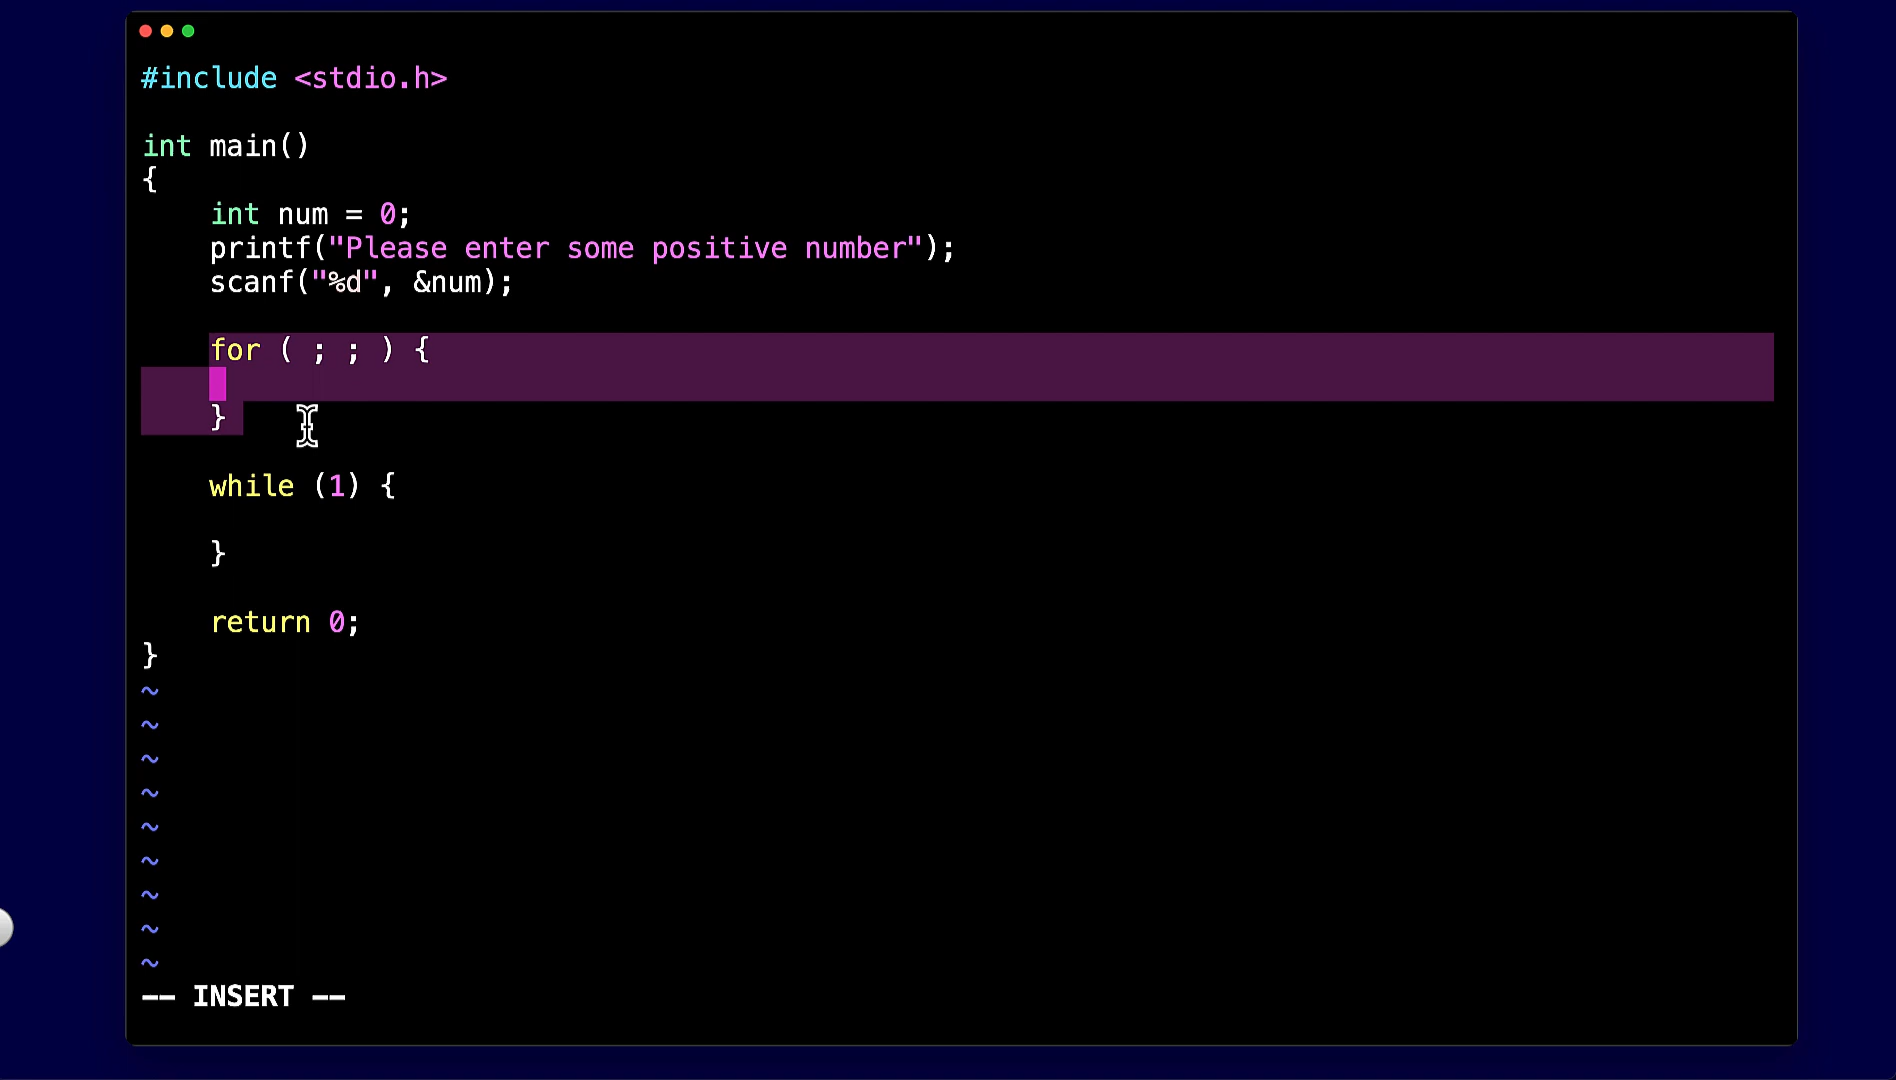 #include <stdio.h>
int main()
{
    int num = 0;
    printf("Please enter some positive number");
    scanf("%d", &num);
    for ( ; ; ) {
    }
    while (1) {
    }
    return 0;
}
~
~
~
~
~
~
~
~
~
-- INSERT --